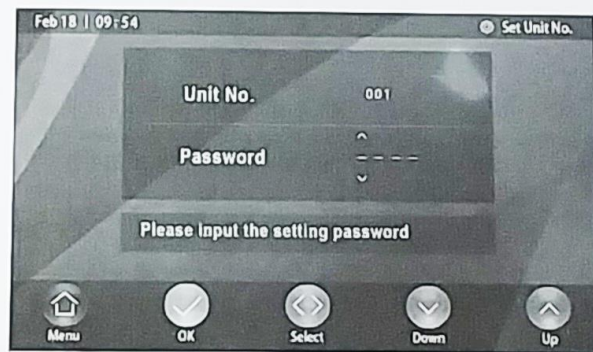 Feb 18 | 09:54
Set Unit No.
Unit No. 001
Password - - - -
Please input the setting password
Menu OK Select Down Up